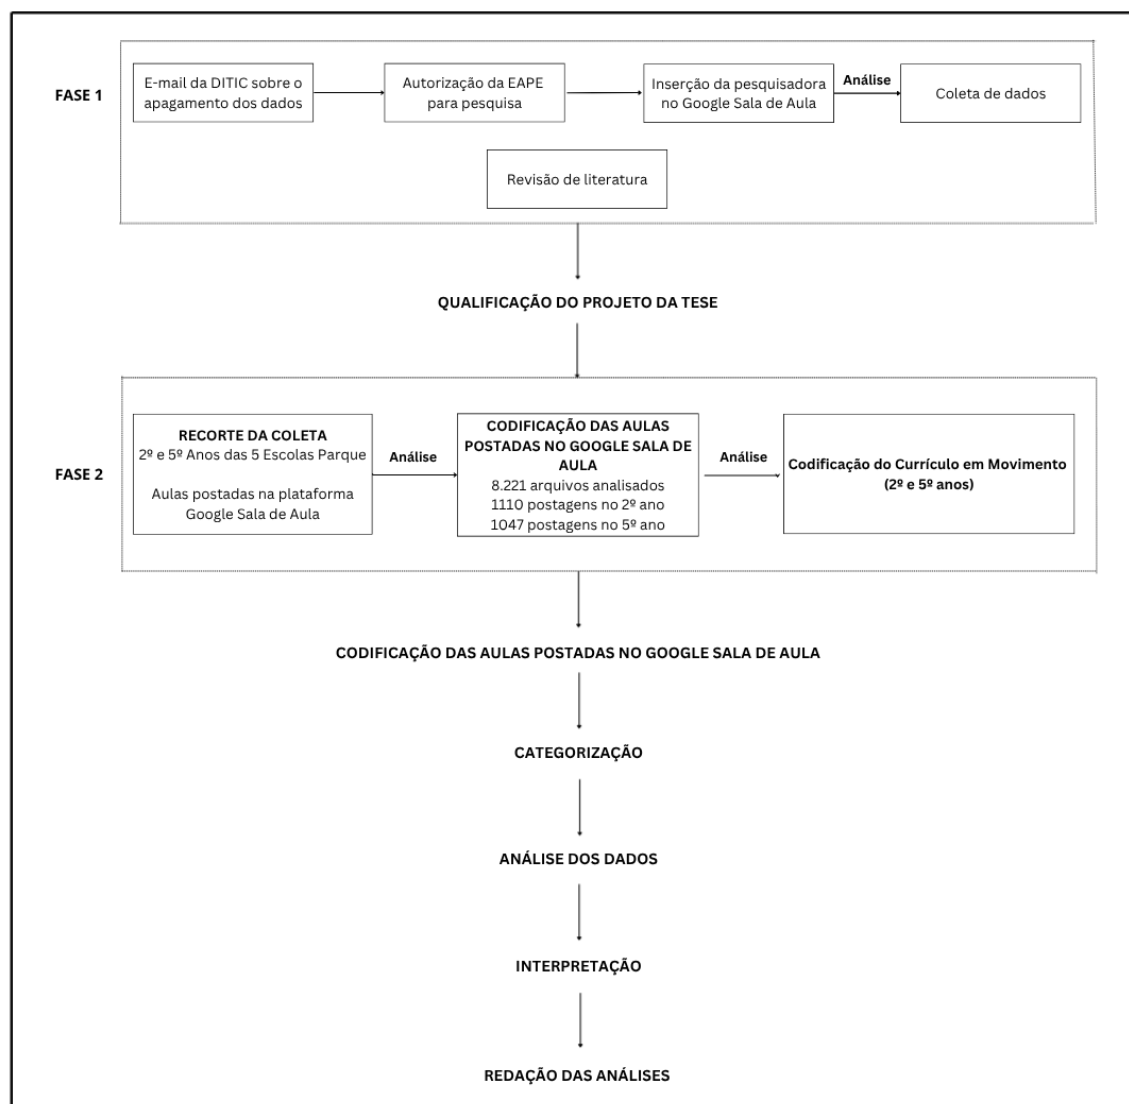 FASE 1
E-mail da DITIC sobre o
apagamento dos dados
Autorização da EAPE
para pesquisa
Inserção da pesquisadora
no Google Sala de Aula
Análise
Coleta de dados
Revisão de literatura
QUALIFICAÇÃO DO PROJETO DA TESE
FASE 2
RECORTE DA COLETA
2º e 5º Anos das 5 Escolas Parque
Aulas postadas na plataforma
Google Sala de Aula
Análise
CODIFICAÇÃO DAS AULAS
POSTADAS NO GOOGLE SALA DE
AULA
8.221 arquivos analisados
1110 postagens no 2º ano
1047 postagens no 5º ano
Análise
Codificação do Currículo em Movimento
(2º e 5º anos)
CODIFICAÇÃO DAS AULAS POSTADAS NO GOOGLE SALA DE AULA
CATEGORIZAÇÃO
ANÁLISE DOS DADOS
INTERPRETAÇÃO
REDAÇÃO DAS ANÁLISES